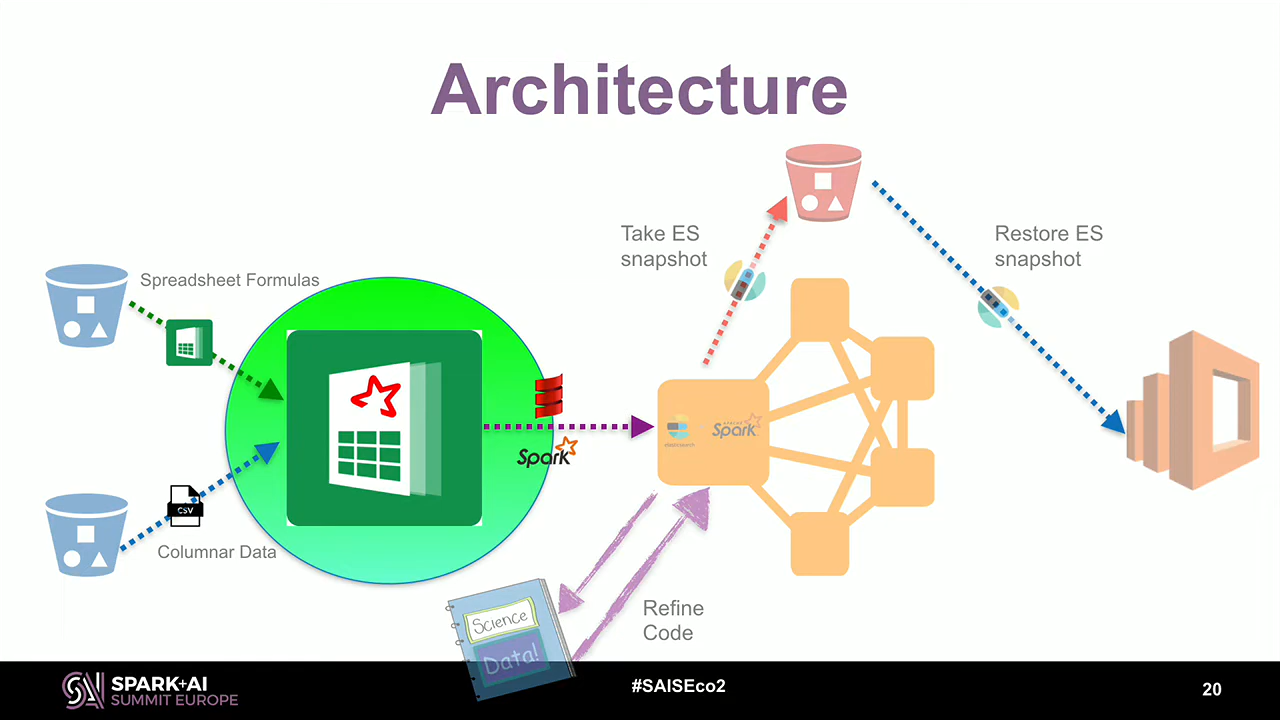 Architecture
Take ES
snapshot
Restore ES
snapshot
Spreadsheet Formulas
CSV
Columnar Data
Spark
elasticsearch
Spark
Science
Data!
Refine
Code
SPARK+AI
SUMMIT EUROPE
#SAISEco2
20